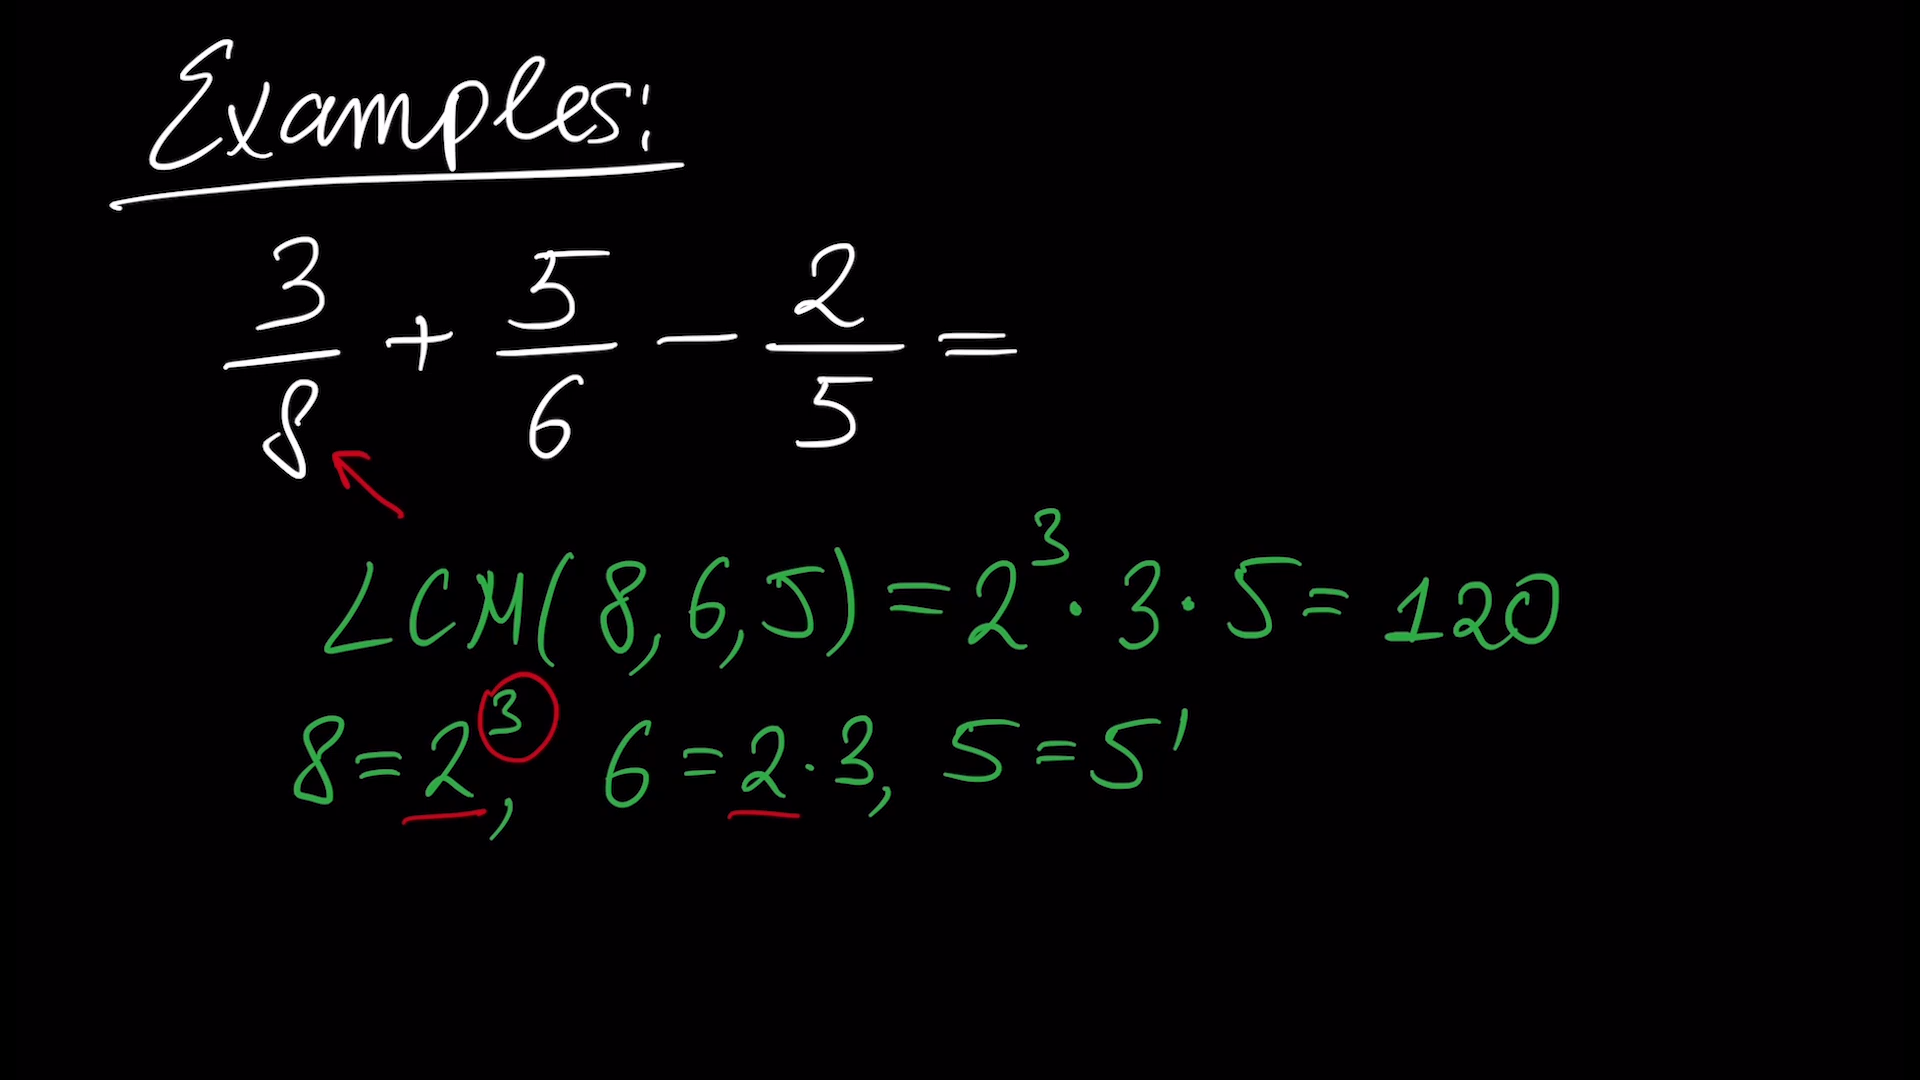 Examples:
3/8 + 5/6 − 2/5 =
LCM(8,6,5) = 2³ · 3 · 5 = 120
8 = 2³, 6 = 2 · 3, 5 = 5¹